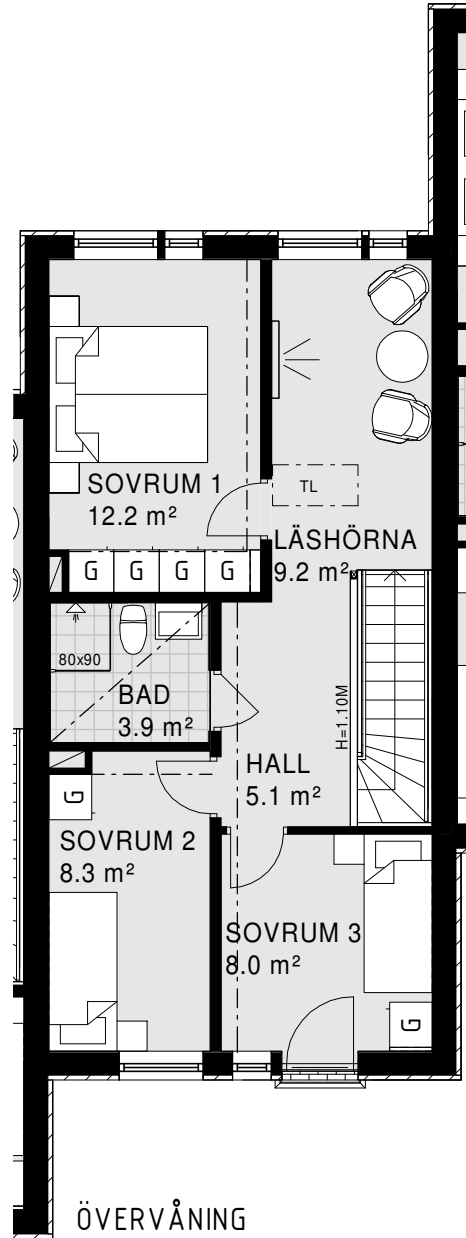 SOVRUM 1
12.2 m²
TL
LÄSHÖRNA
9.2 m²
G G G G
80x90
BAD
3.9 m²
H=1.10M
HALL
5.1 m²
G
SOVRUM 2
8.3 m²
SOVRUM 3
8.0 m²
G
ÖVERVÅNING